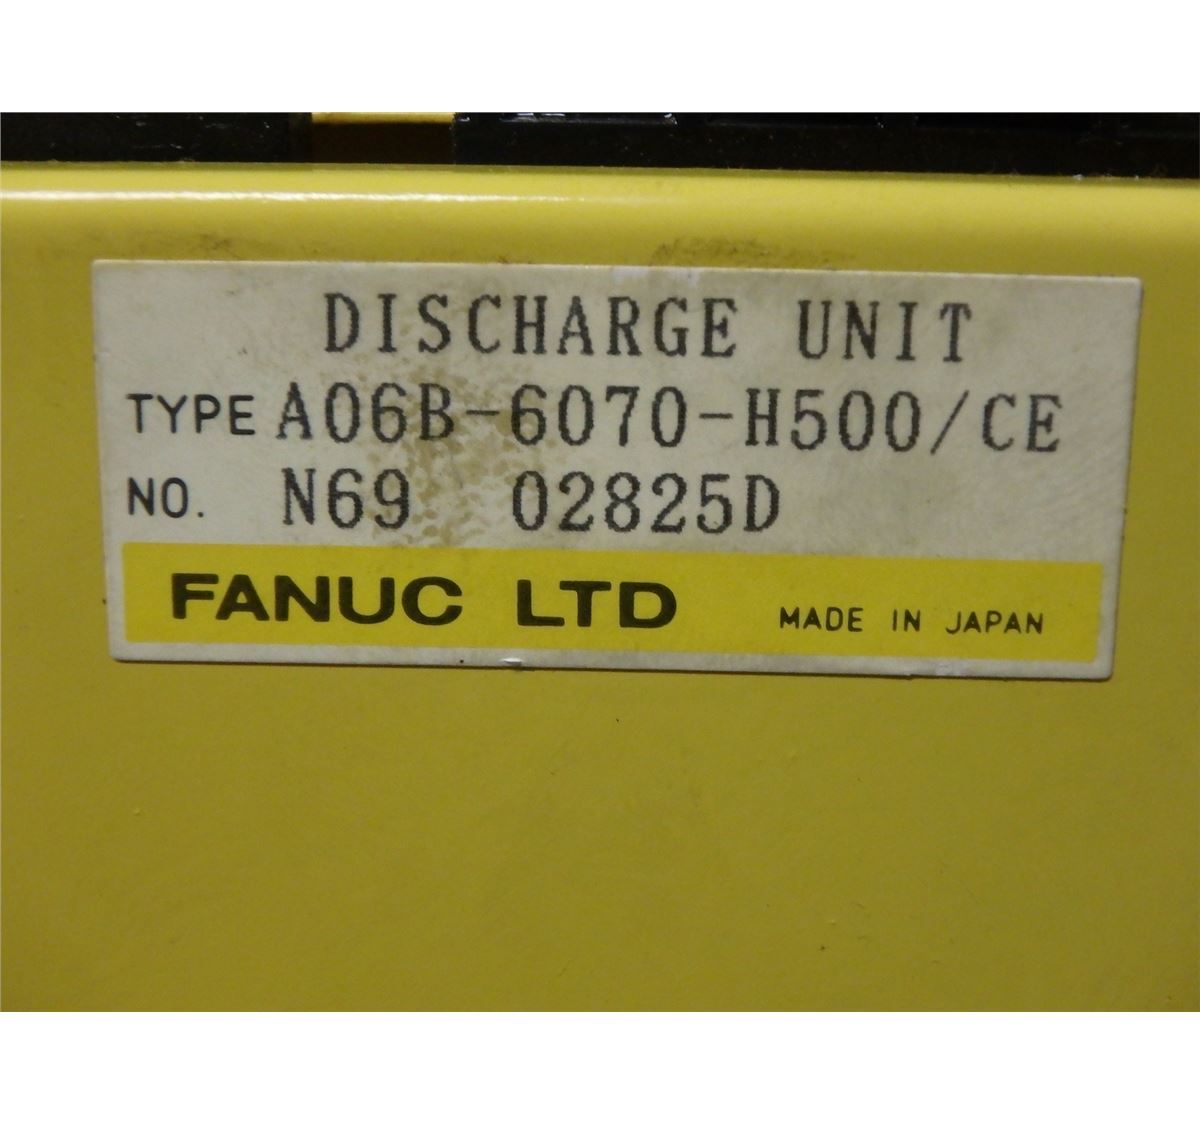 DISCHARGE UNIT
TYPE A06B-6070-H500/CE
NO. N69 02825D
FANUC LTD MADE IN JAPAN